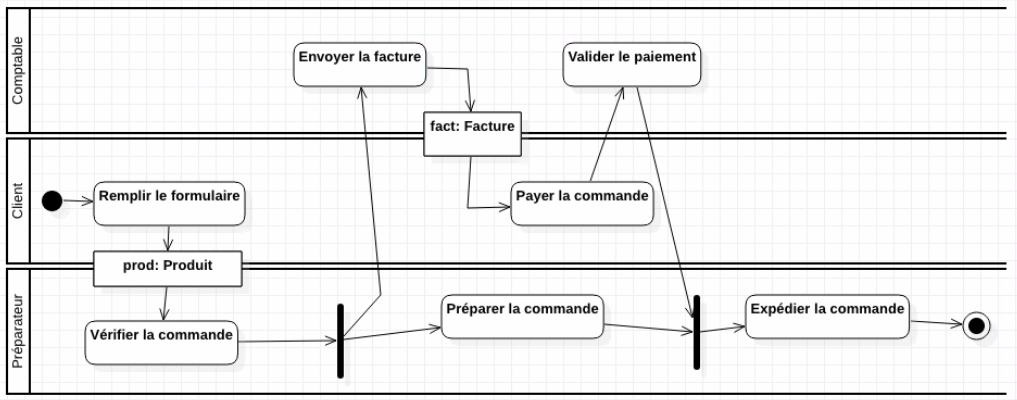 Comptable
Envoyer la facture
Valider le paiement
fact: Facture
Client
Remplir le formulaire
Payer la commande
prod: Produit
Préparateur
Vérifier la commande
Préparer la commande
Expédier la commande